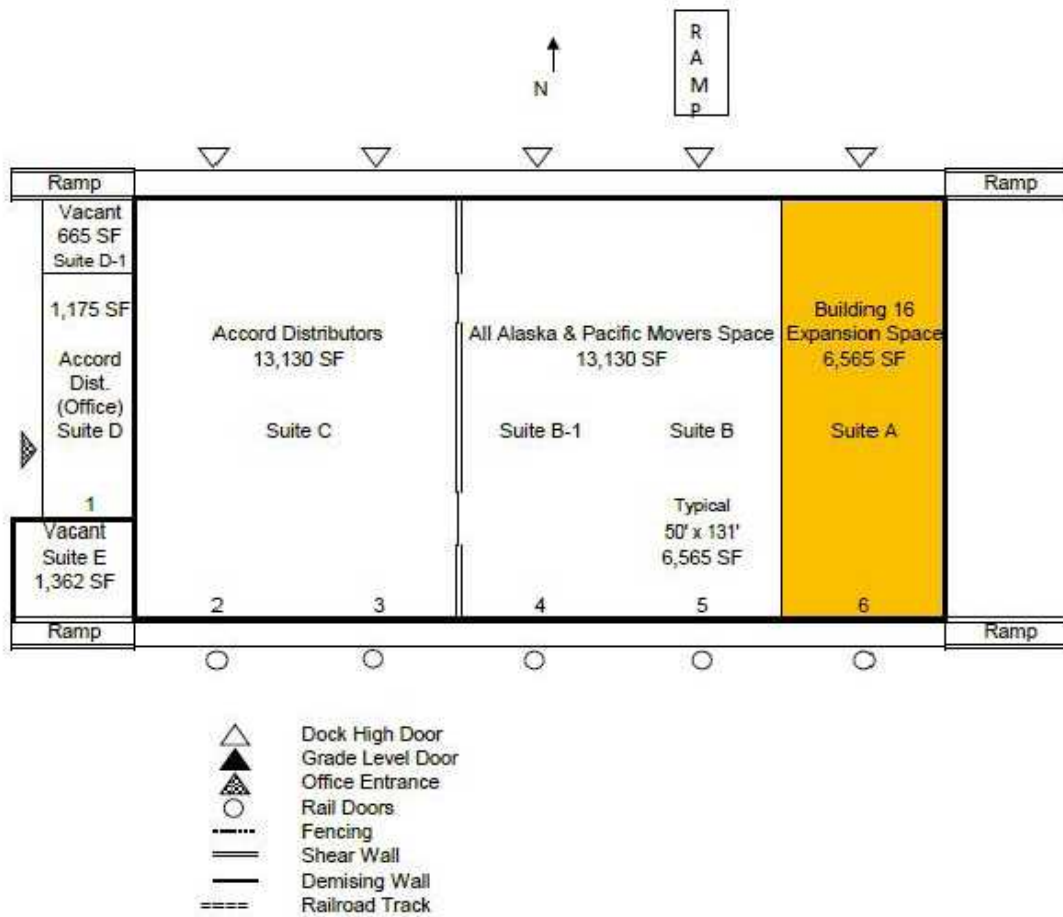 R
A
M
P
N
Ramp
Ramp
Vacant
665 SF
Suite D-1
1,175 SF
Accord
Dist.
(Office)
Suite D
1
Vacant
Suite E
1,362 SF
Accord Distributors
13,130 SF
Suite C
All Alaska & Pacific Movers Space
13,130 SF
Suite B-1
Suite B
Typical
50' x 131'
6,565 SF
Building 16
Expansion Space
6,565 SF
Suite A
2
3
4
5
6
Ramp
Ramp
Dock High Door
Grade Level Door
Office Entrance
Rail Doors
Fencing
Shear Wall
Demising Wall
Railroad Track